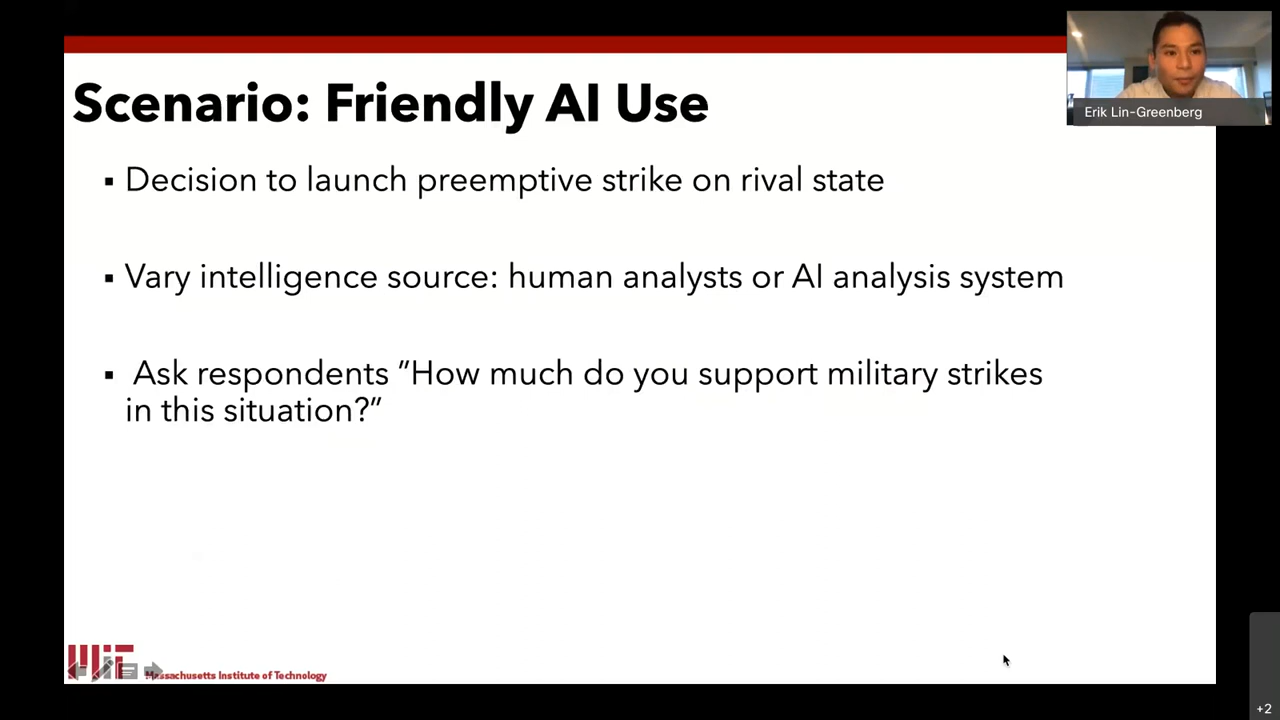 Scenario: Friendly AI Use
Erik Lin-Greenberg
▪ Decision to launch preemptive strike on rival state
▪ Vary intelligence source: human analysts or AI analysis system
▪ Ask respondents ”How much do you support military strikes
in this situation?”
MIT
Massachusetts Institute of Technology
+2